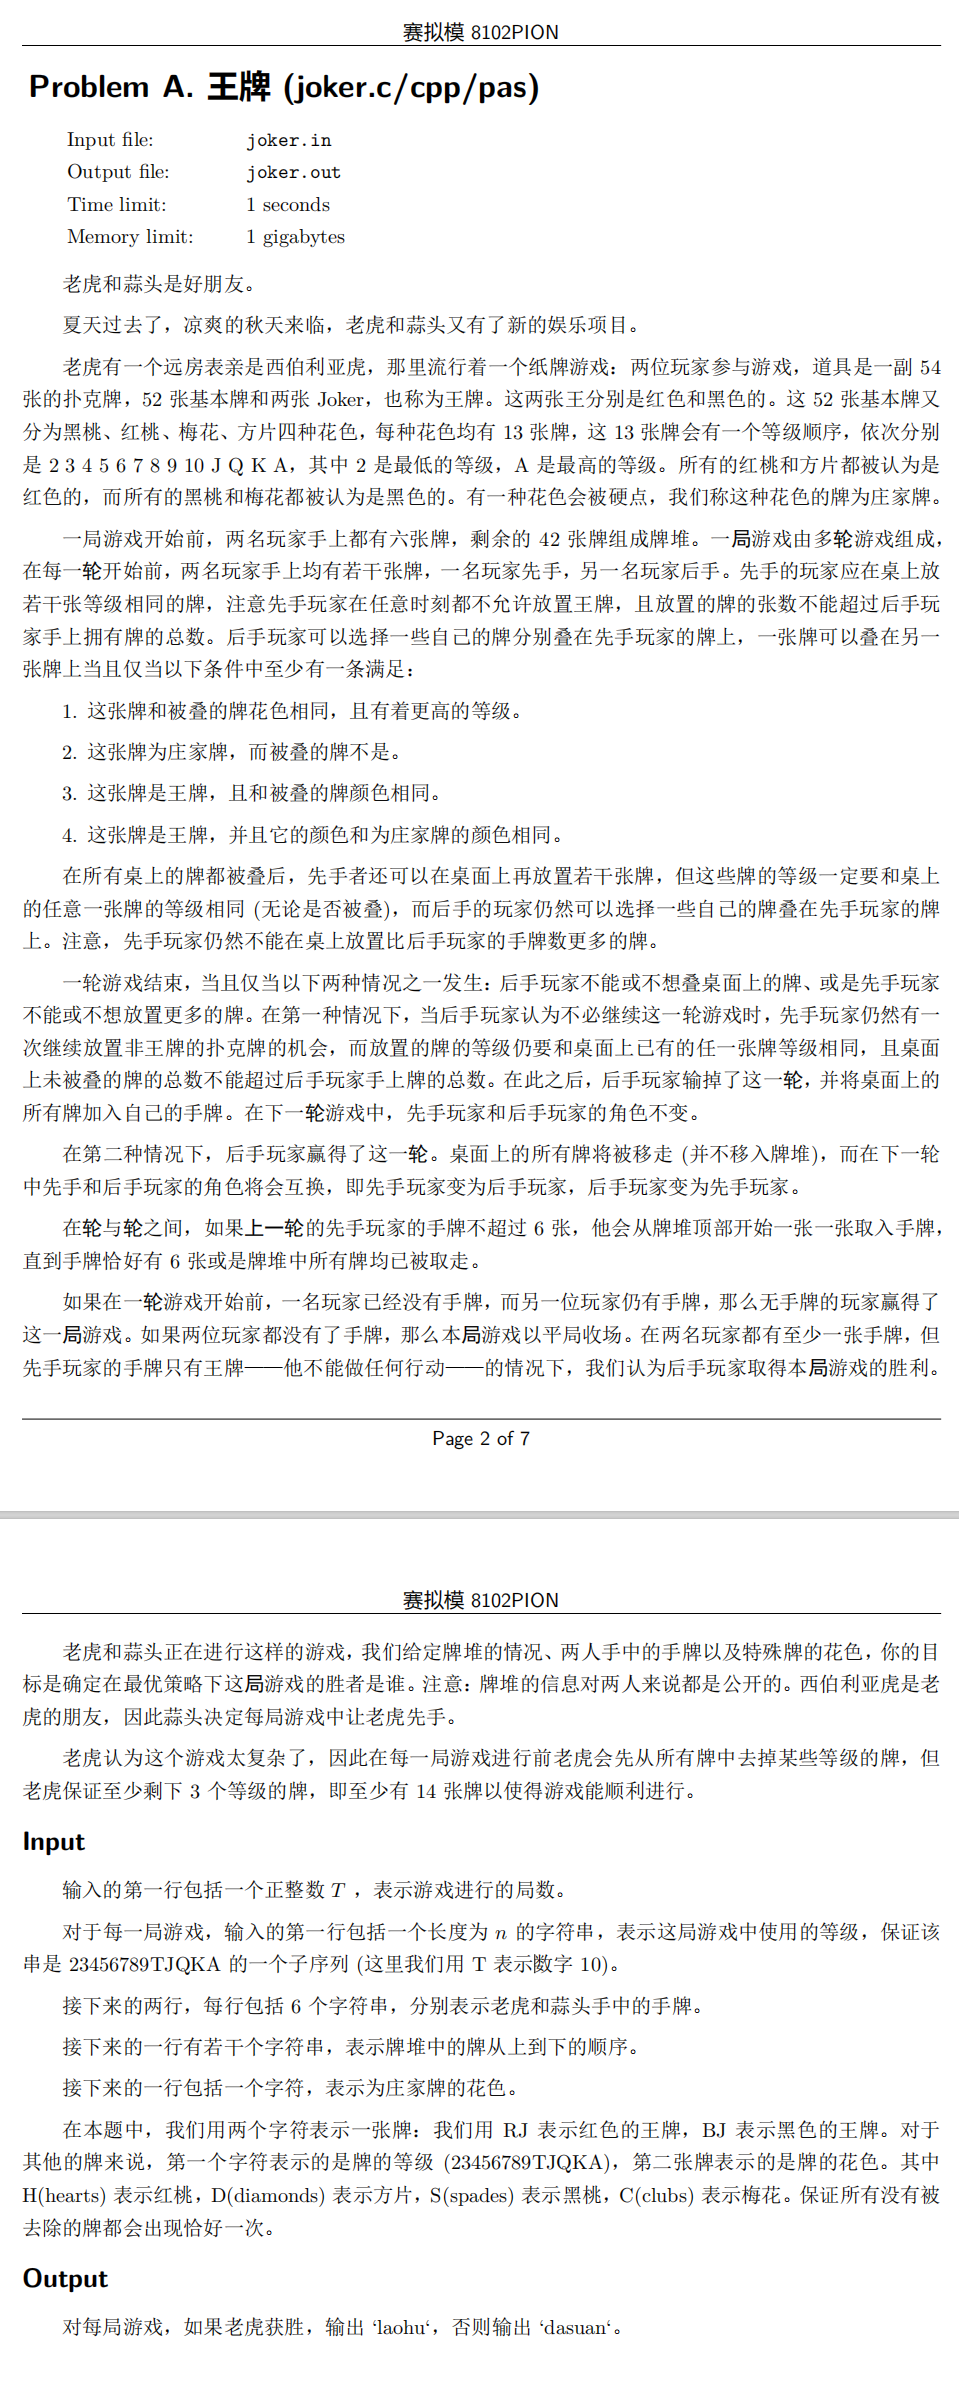 赛拟模 8102PION
Problem A. 王牌 (joker.c/cpp/pas)
Input file: joker.in
Output file: joker.out
Time limit: 1 seconds
Memory limit: 1 gigabytes
老虎和蒜头是好朋友。
夏天过去了，凉爽的秋天来临，老虎和蒜头又有了新的娱乐项目。
老虎有一个远房表亲是西伯利亚虎，那里流行着一个纸牌游戏：两位玩家参与游戏，道具是一副 54
张的扑克牌，52 张基本牌和两张 Joker，也称为王牌。这两张王分别是红色和黑色的。这 52 张基本牌又
分为黑桃、红桃、梅花、方片四种花色，每种花色均有 13 张牌，这 13 张牌会有一个等级顺序，依次分别
是 2 3 4 5 6 7 8 9 10 J Q K A，其中 2 是最低的等级，A 是最高的等级。所有的红桃和方片都被认为是
红色的，而所有的黑桃和梅花都被认为是黑色的。有一种花色会被硬点，我们称这种花色的牌为庄家牌。
一局游戏开始前，两名玩家手上都有六张牌，剩余的 42 张牌组成牌堆。一局游戏由多轮游戏组成，
在每一轮开始前，两名玩家手上均有若干张牌，一名玩家先手，另一名玩家后手。先手的玩家应在桌上放
若干张等级相同的牌，注意先手玩家在任意时刻都不允许放置王牌，且放置的牌的张数不能超过后手玩
家手上拥有牌的总数。后手玩家可以选择一些自己的牌分别叠在先手玩家的牌上，一张牌可以叠在另一
张牌上当且仅当以下条件中至少有一条满足：
1. 这张牌和被叠的牌花色相同，且有着更高的等级。
2. 这张牌为庄家牌，而被叠的牌不是。
3. 这张牌是王牌，且和被叠的牌颜色相同。
4. 这张牌是王牌，并且它的颜色和为庄家牌的颜色相同。
在所有桌上的牌都被叠后，先手者还可以在桌面上再放置若干张牌，但这些牌的等级一定要和桌上
的任意一张牌的等级相同 (无论是否被叠)，而后手的玩家仍然可以选择一些自己的牌叠在先手玩家的牌
上。注意，先手玩家仍然不能在桌上放置比后手玩家的手牌数更多的牌。
一轮游戏结束，当且仅当以下两种情况之一发生：后手玩家不能或不想叠桌面上的牌、或是先手玩家
不能或不想放置更多的牌。在第一种情况下，当后手玩家认为不必继续这一轮游戏时，先手玩家仍然有一
次继续放置非王牌的扑克牌的机会，而放置的牌的等级仍要和桌面上已有的任一张牌等级相同，且桌面
上未被叠的牌的总数不能超过后手玩家手上牌的总数。在此之后，后手玩家输掉了这一轮，并将桌面上的
所有牌加入自己的手牌。在下一轮游戏中，先手玩家和后手玩家的角色不变。
在第二种情况下，后手玩家赢得了这一轮。桌面上的所有牌将被移走 (并不移入牌堆)，而在下一轮
中先手和后手玩家的角色将会互换，即先手玩家变为后手玩家，后手玩家变为先手玩家。
在轮与轮之间，如果上一轮的先手玩家的手牌不超过 6 张，他会从牌堆顶部开始一张一张取入手牌，
直到手牌恰好有 6 张或是牌堆中所有牌均已被取走。
如果在一轮游戏开始前，一名玩家已经没有手牌，而另一位玩家仍有手牌，那么无手牌的玩家赢得了
这一局游戏。如果两位玩家都没有了手牌，那么本局游戏以平局收场。在两名玩家都有至少一张手牌，但
先手玩家的手牌只有王牌——他不能做任何行动——的情况下，我们认为后手玩家取得本局游戏的胜利。
Page 2 of 7
赛拟模 8102PION
老虎和蒜头正在进行这样的游戏，我们给定牌堆的情况、两人手中的手牌以及特殊牌的花色，你的目
标是确定在最优策略下这局游戏的胜者是谁。注意：牌堆的信息对两人来说都是公开的。西伯利亚虎是老
虎的朋友，因此蒜头决定每局游戏中让老虎先手。
老虎认为这个游戏太复杂了，因此在每一局游戏进行前老虎会先从所有牌中去掉某些等级的牌，但
老虎保证至少剩下 3 个等级的牌，即至少有 14 张牌以使得游戏能顺利进行。
Input
输入的第一行包括一个正整数 T ，表示游戏进行的局数。
对于每一局游戏，输入的第一行包括一个长度为 n 的字符串，表示这局游戏中使用的等级，保证该
串是 23456789TJQKA 的一个子序列 (这里我们用 T 表示数字 10)。
接下来的两行，每行包括 6 个字符串，分别表示老虎和蒜头手中的手牌。
接下来的一行有若干个字符串，表示牌堆中的牌从上到下的顺序。
接下来的一行包括一个字符，表示为庄家牌的花色。
在本题中，我们用两个字符表示一张牌：我们用 RJ 表示红色的王牌，BJ 表示黑色的王牌。对于
其他的牌来说，第一个字符表示的是牌的等级 (23456789TJQKA)，第二张牌表示的是牌的花色。其中
H(hearts) 表示红桃，D(diamonds) 表示方片，S(spades) 表示黑桃，C(clubs) 表示梅花。保证所有没有被
去除的牌都会出现恰好一次。
Output
对每局游戏，如果老虎获胜，输出 ‘laohu‘，否则输出 ‘dasuan‘。